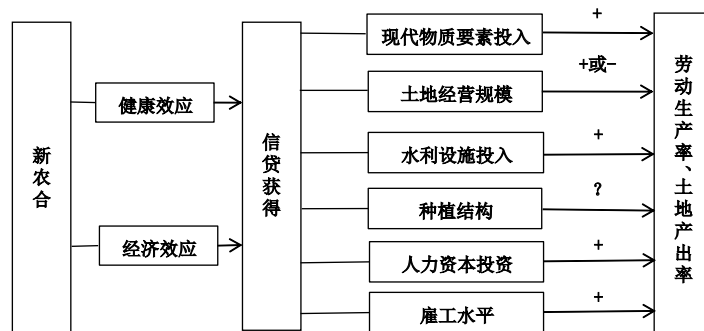 新农合
健康效应
经济效应
信贷获得
现代物质要素投入
+
土地经营规模
+或-
水利设施投入
+
种植结构
?
人力资本投资
+
雇工水平
+
劳动生产率、土地产出率